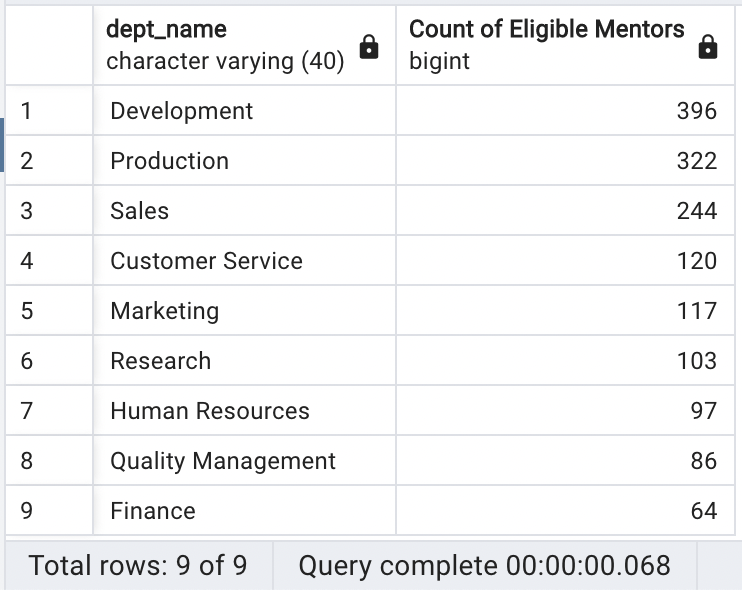 dept_name Count of Eligible Mentors
character varying (40) bigint
1 Development 396
2 Production 322
3 Sales 244
4 Customer Service 120
5 Marketing 117
6 Research 103
7 Human Resources 97
8 Quality Management 86
9 Finance 64
Total rows: 9 of 9 Query complete 00:00:00.068